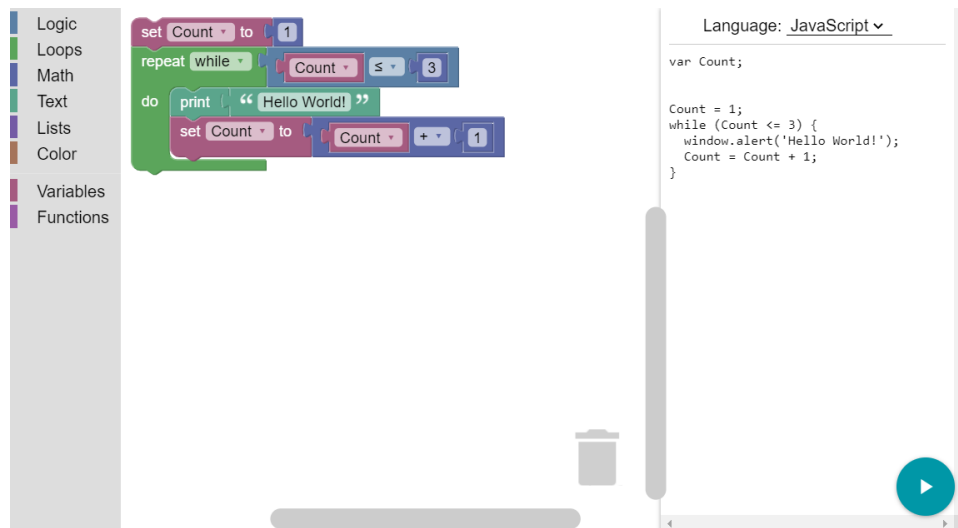 Logic
Loops
Math
Text
Lists
Color
Variables
Functions
set Count to 1
repeat while Count ≤ 3
do print “ Hello World! ”
set Count to Count + 1
Language: JavaScript
var Count;
Count = 1;
while (Count <= 3) {
  window.alert('Hello World!');
  Count = Count + 1;
}